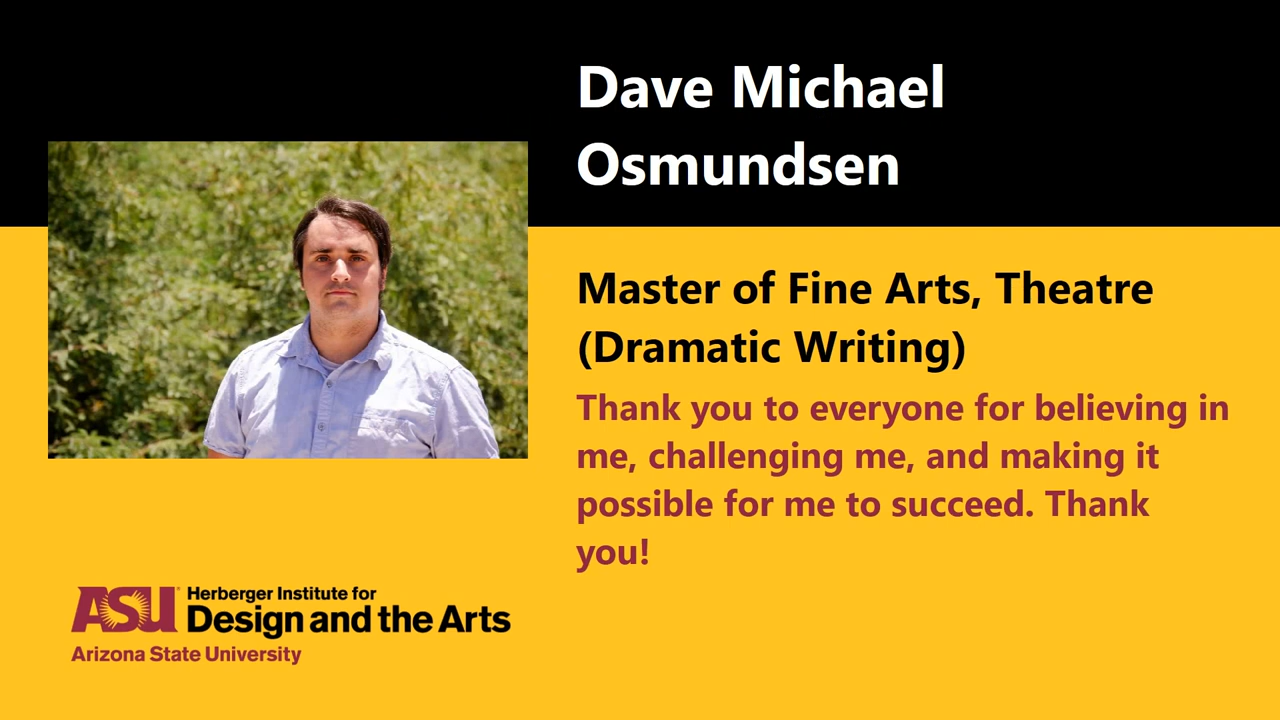 Dave Michael
Osmundsen
Master of Fine Arts, Theatre
(Dramatic Writing)
Thank you to everyone for believing in
me, challenging me, and making it
possible for me to succeed. Thank
you!
ASU Herberger Institute for
Design and the Arts
Arizona State University